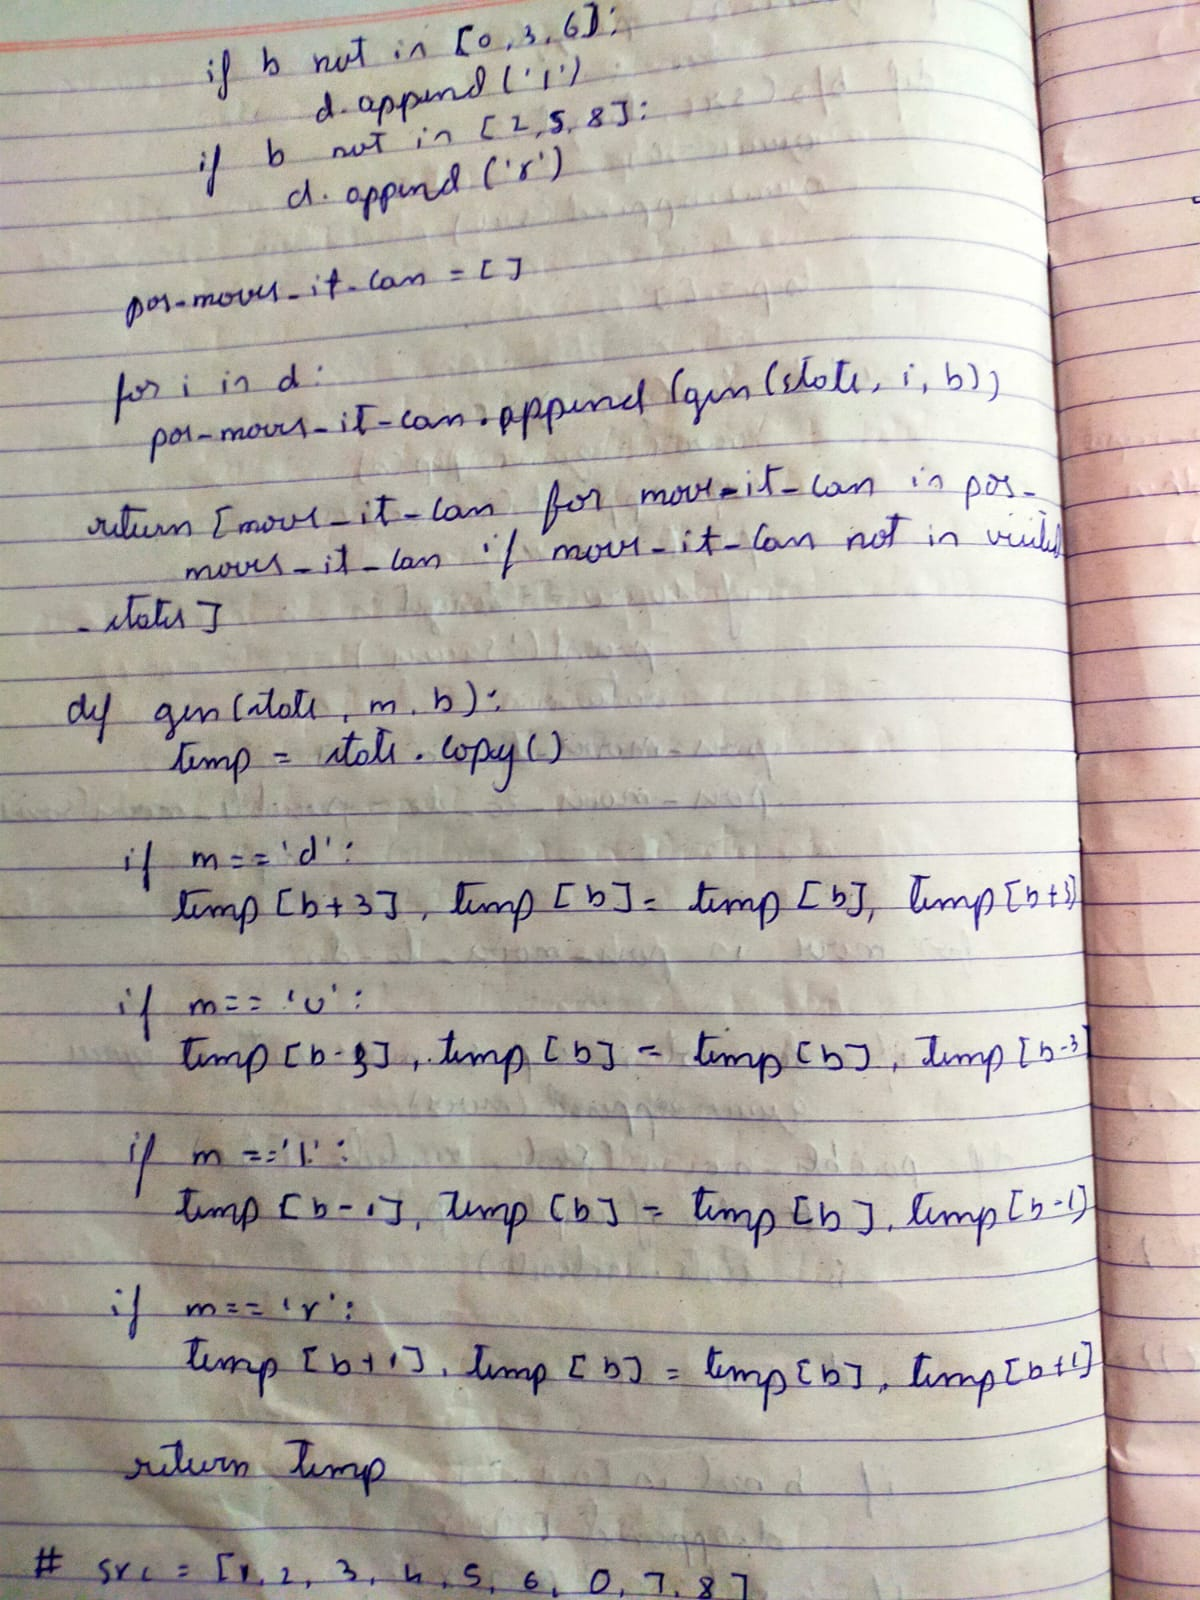 if b not in [0,3,6]:
d.append('l')
if b not in [2,5,8]:
d.append('r')
pos-moves-it-can = []
for i in d:
pos-moves-it-can.append(gen(state, i, b))
return [move-it-can for move-it-can in pos-
moves-it-can if move-it-can not in visited
-states]
def gen(state, m, b):
temp = state.copy()
if m=='d':
temp[b+3], temp[b] = temp[b], temp[b+3]
if m=='u':
temp[b-3], temp[b] = temp[b], temp[b-3]
if m=='l':
temp[b-1], temp[b] = temp[b], temp[b-1]
if m=='r':
temp[b+1], temp[b] = temp[b], temp[b+1]
return temp
# src = [1,2,3,4,5,6,0,7,8]